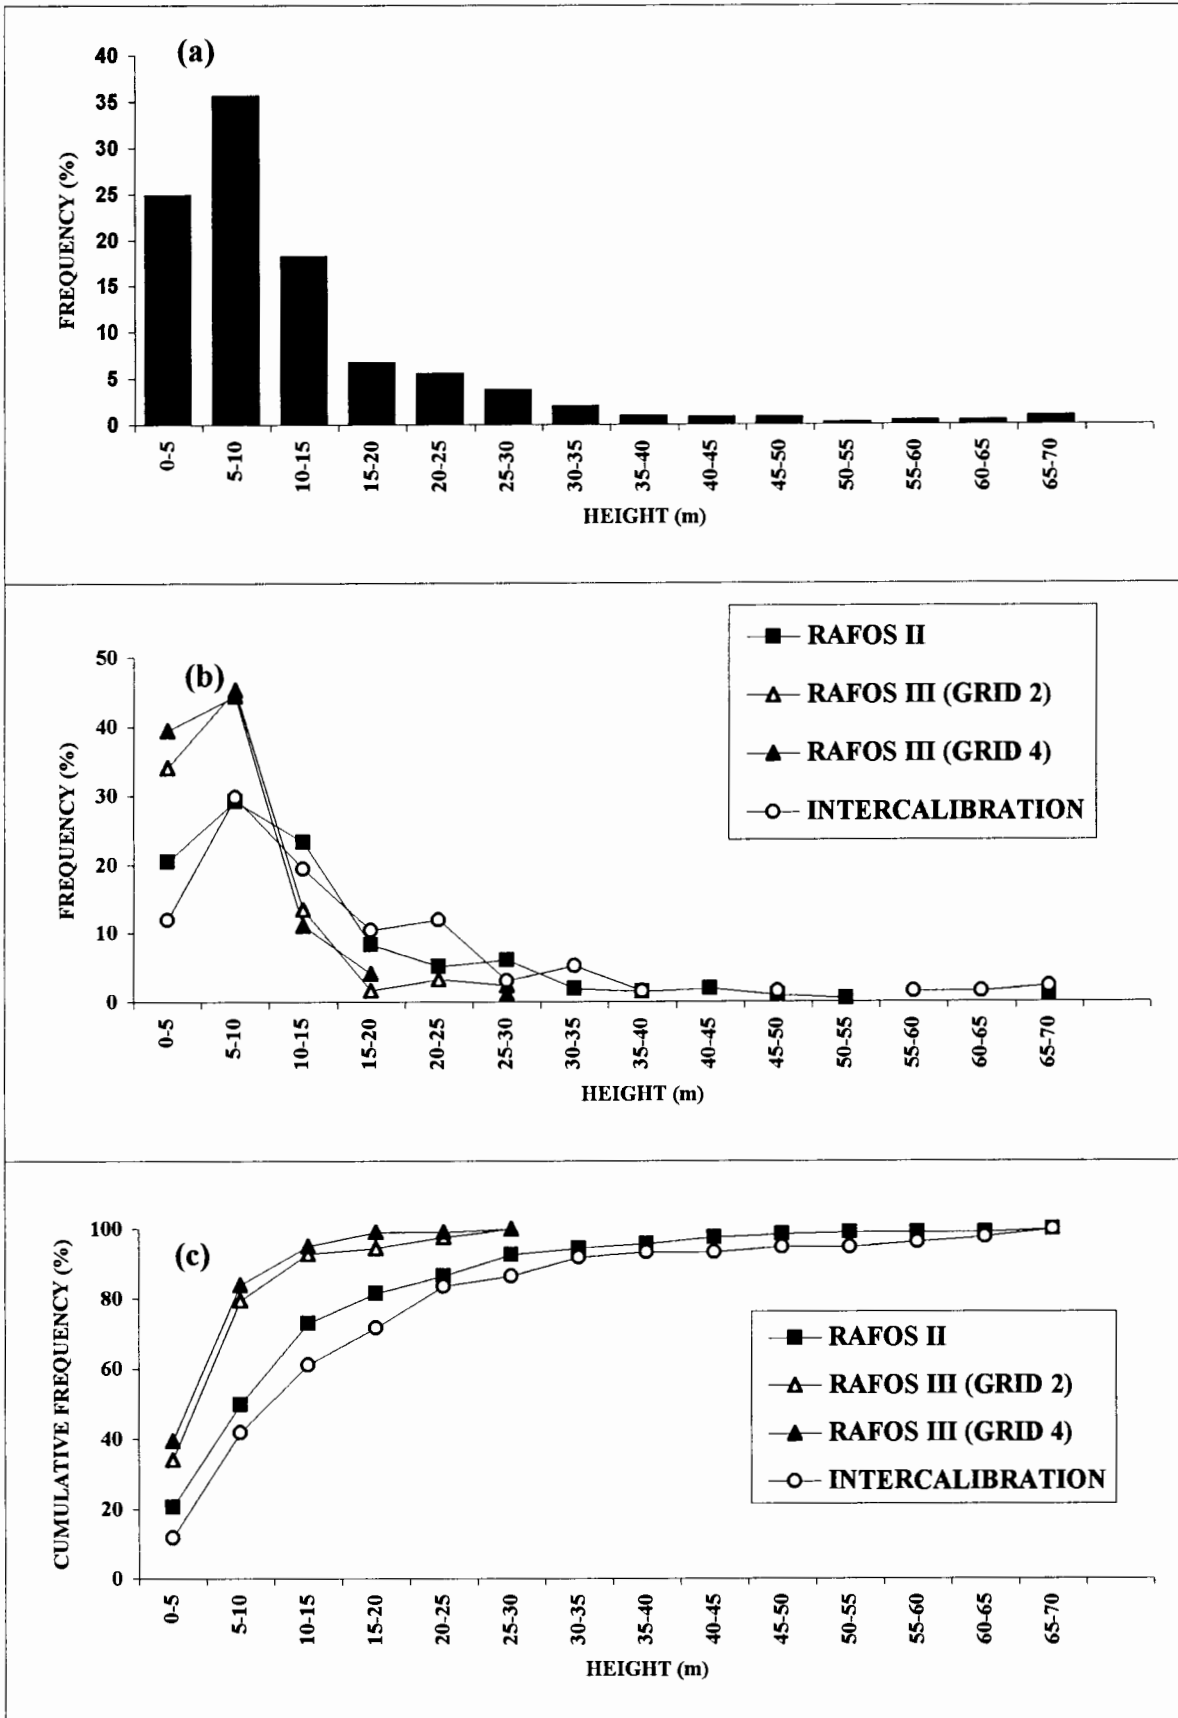 (a)
40
35
30
25
20
15
10
5
0
FREQUENCY (%)
0-5 5-10 10-15 15-20 20-25 25-30 30-35 35-40 40-45 45-50 50-55 55-60 60-65 65-70
HEIGHT (m)
(b)
50
40
30
20
10
0
FREQUENCY (%)
RAFOS II
RAFOS III (GRID 2)
RAFOS III (GRID 4)
INTERCALIBRATION
0-5 5-10 10-15 15-20 20-25 25-30 30-35 35-40 40-45 45-50 50-55 55-60 60-65 65-70
HEIGHT (m)
(c)
100
80
60
40
20
0
CUMULATIVE FREQUENCY (%)
RAFOS II
RAFOS III (GRID 2)
RAFOS III (GRID 4)
INTERCALIBRATION
0-5 5-10 10-15 15-20 20-25 25-30 30-35 35-40 40-45 45-50 50-55 55-60 60-65 65-70
HEIGHT (m)